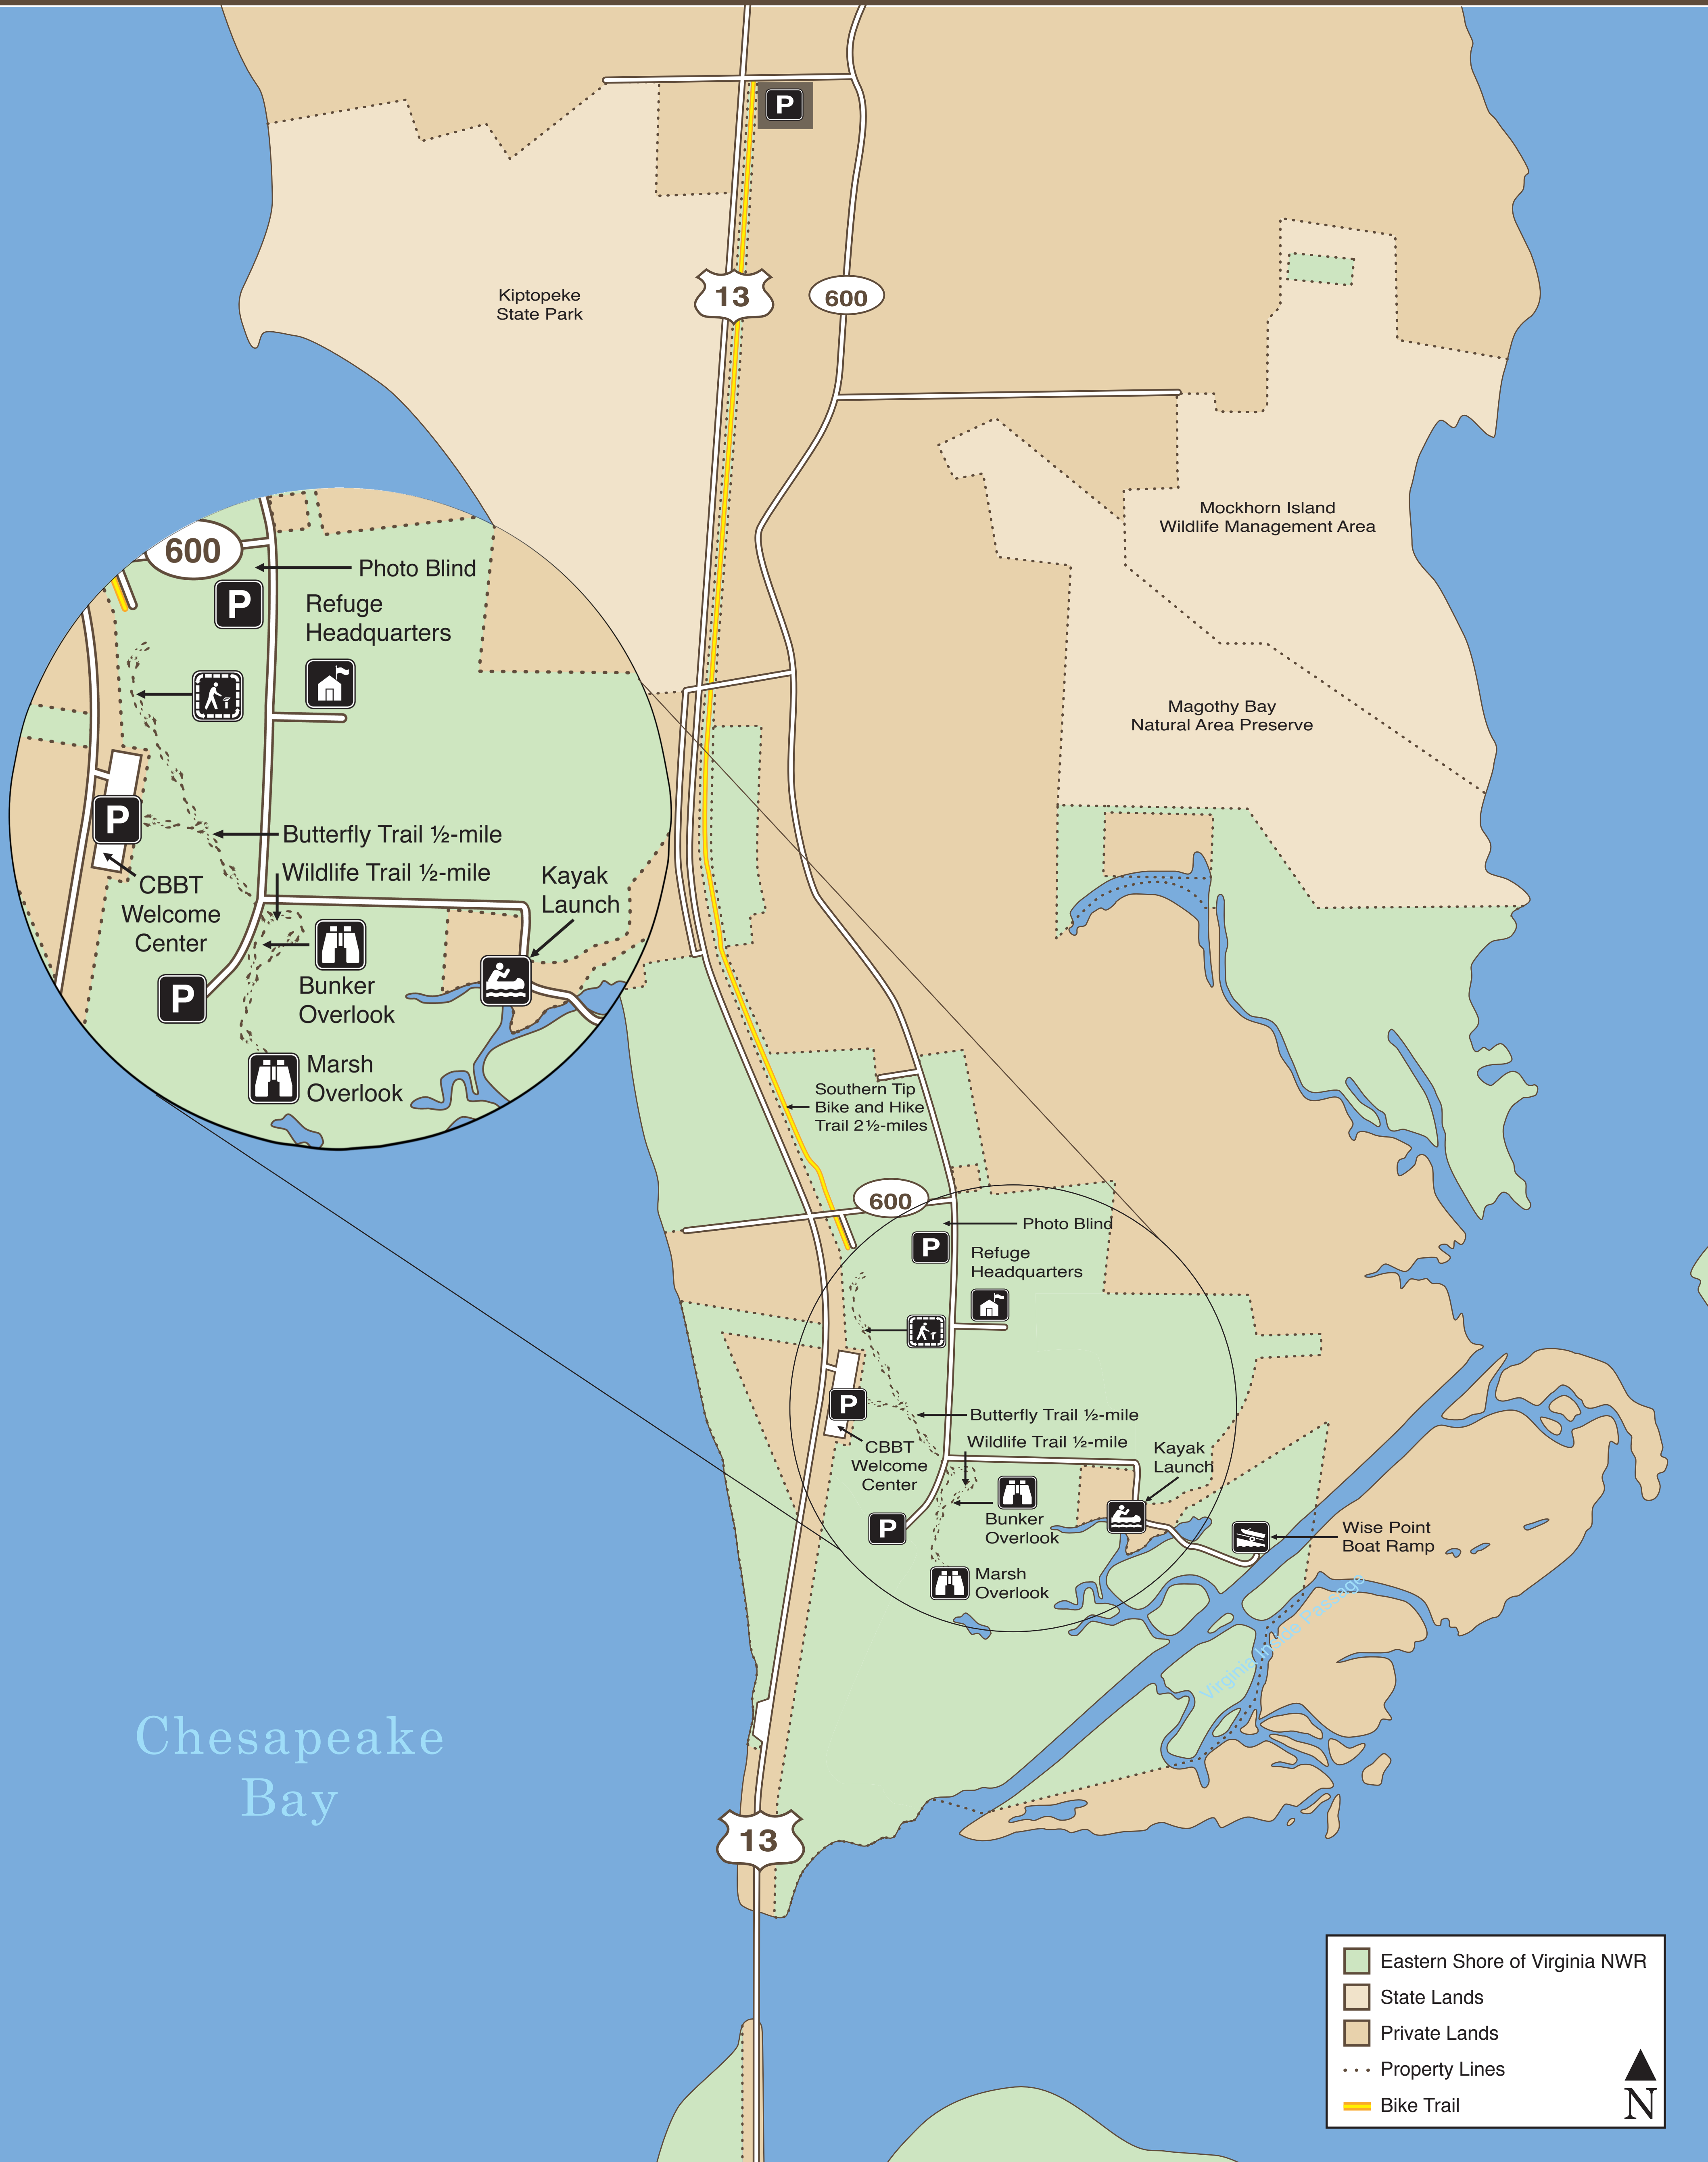 P
Kiptopeke
State Park
13
600
Mockhorn Island
Wildlife Management Area
Magothy Bay
Natural Area Preserve
600
Photo Blind
P
Refuge
Headquarters
P
Butterfly Trail ½-mile
Wildlife Trail ½-mile
CBBT
Welcome
Center
Kayak
Launch
P
Bunker
Overlook
Marsh
Overlook
Southern Tip
Bike and Hike
Trail 2½-miles
600
Photo Blind
P
Refuge
Headquarters
P
Butterfly Trail ½-mile
Wildlife Trail ½-mile
CBBT
Welcome
Center
Kayak
Launch
P
Bunker
Overlook
Marsh
Overlook
Wise Point
Boat Ramp
Virginia Inside Passage
Chesapeake
Bay
13
Eastern Shore of Virginia NWR
State Lands
Private Lands
Property Lines
Bike Trail
N